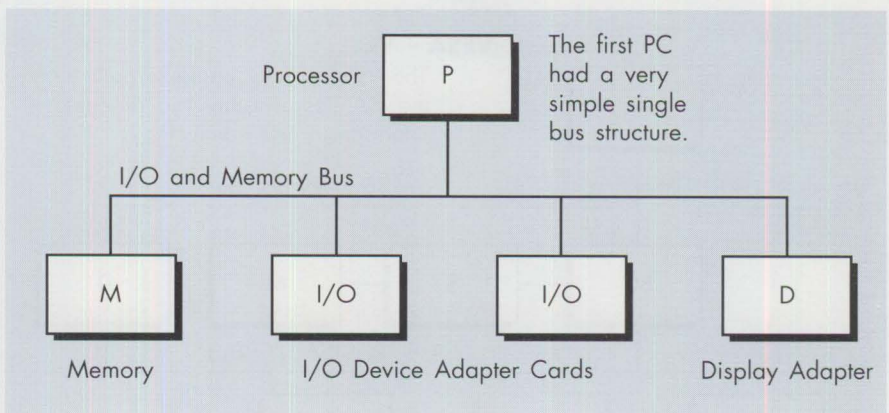 Processor
P
The first PC
had a very
simple single
bus structure.
I/O and Memory Bus
M
I/O
I/O
D
Memory
I/O Device Adapter Cards
Display Adapter